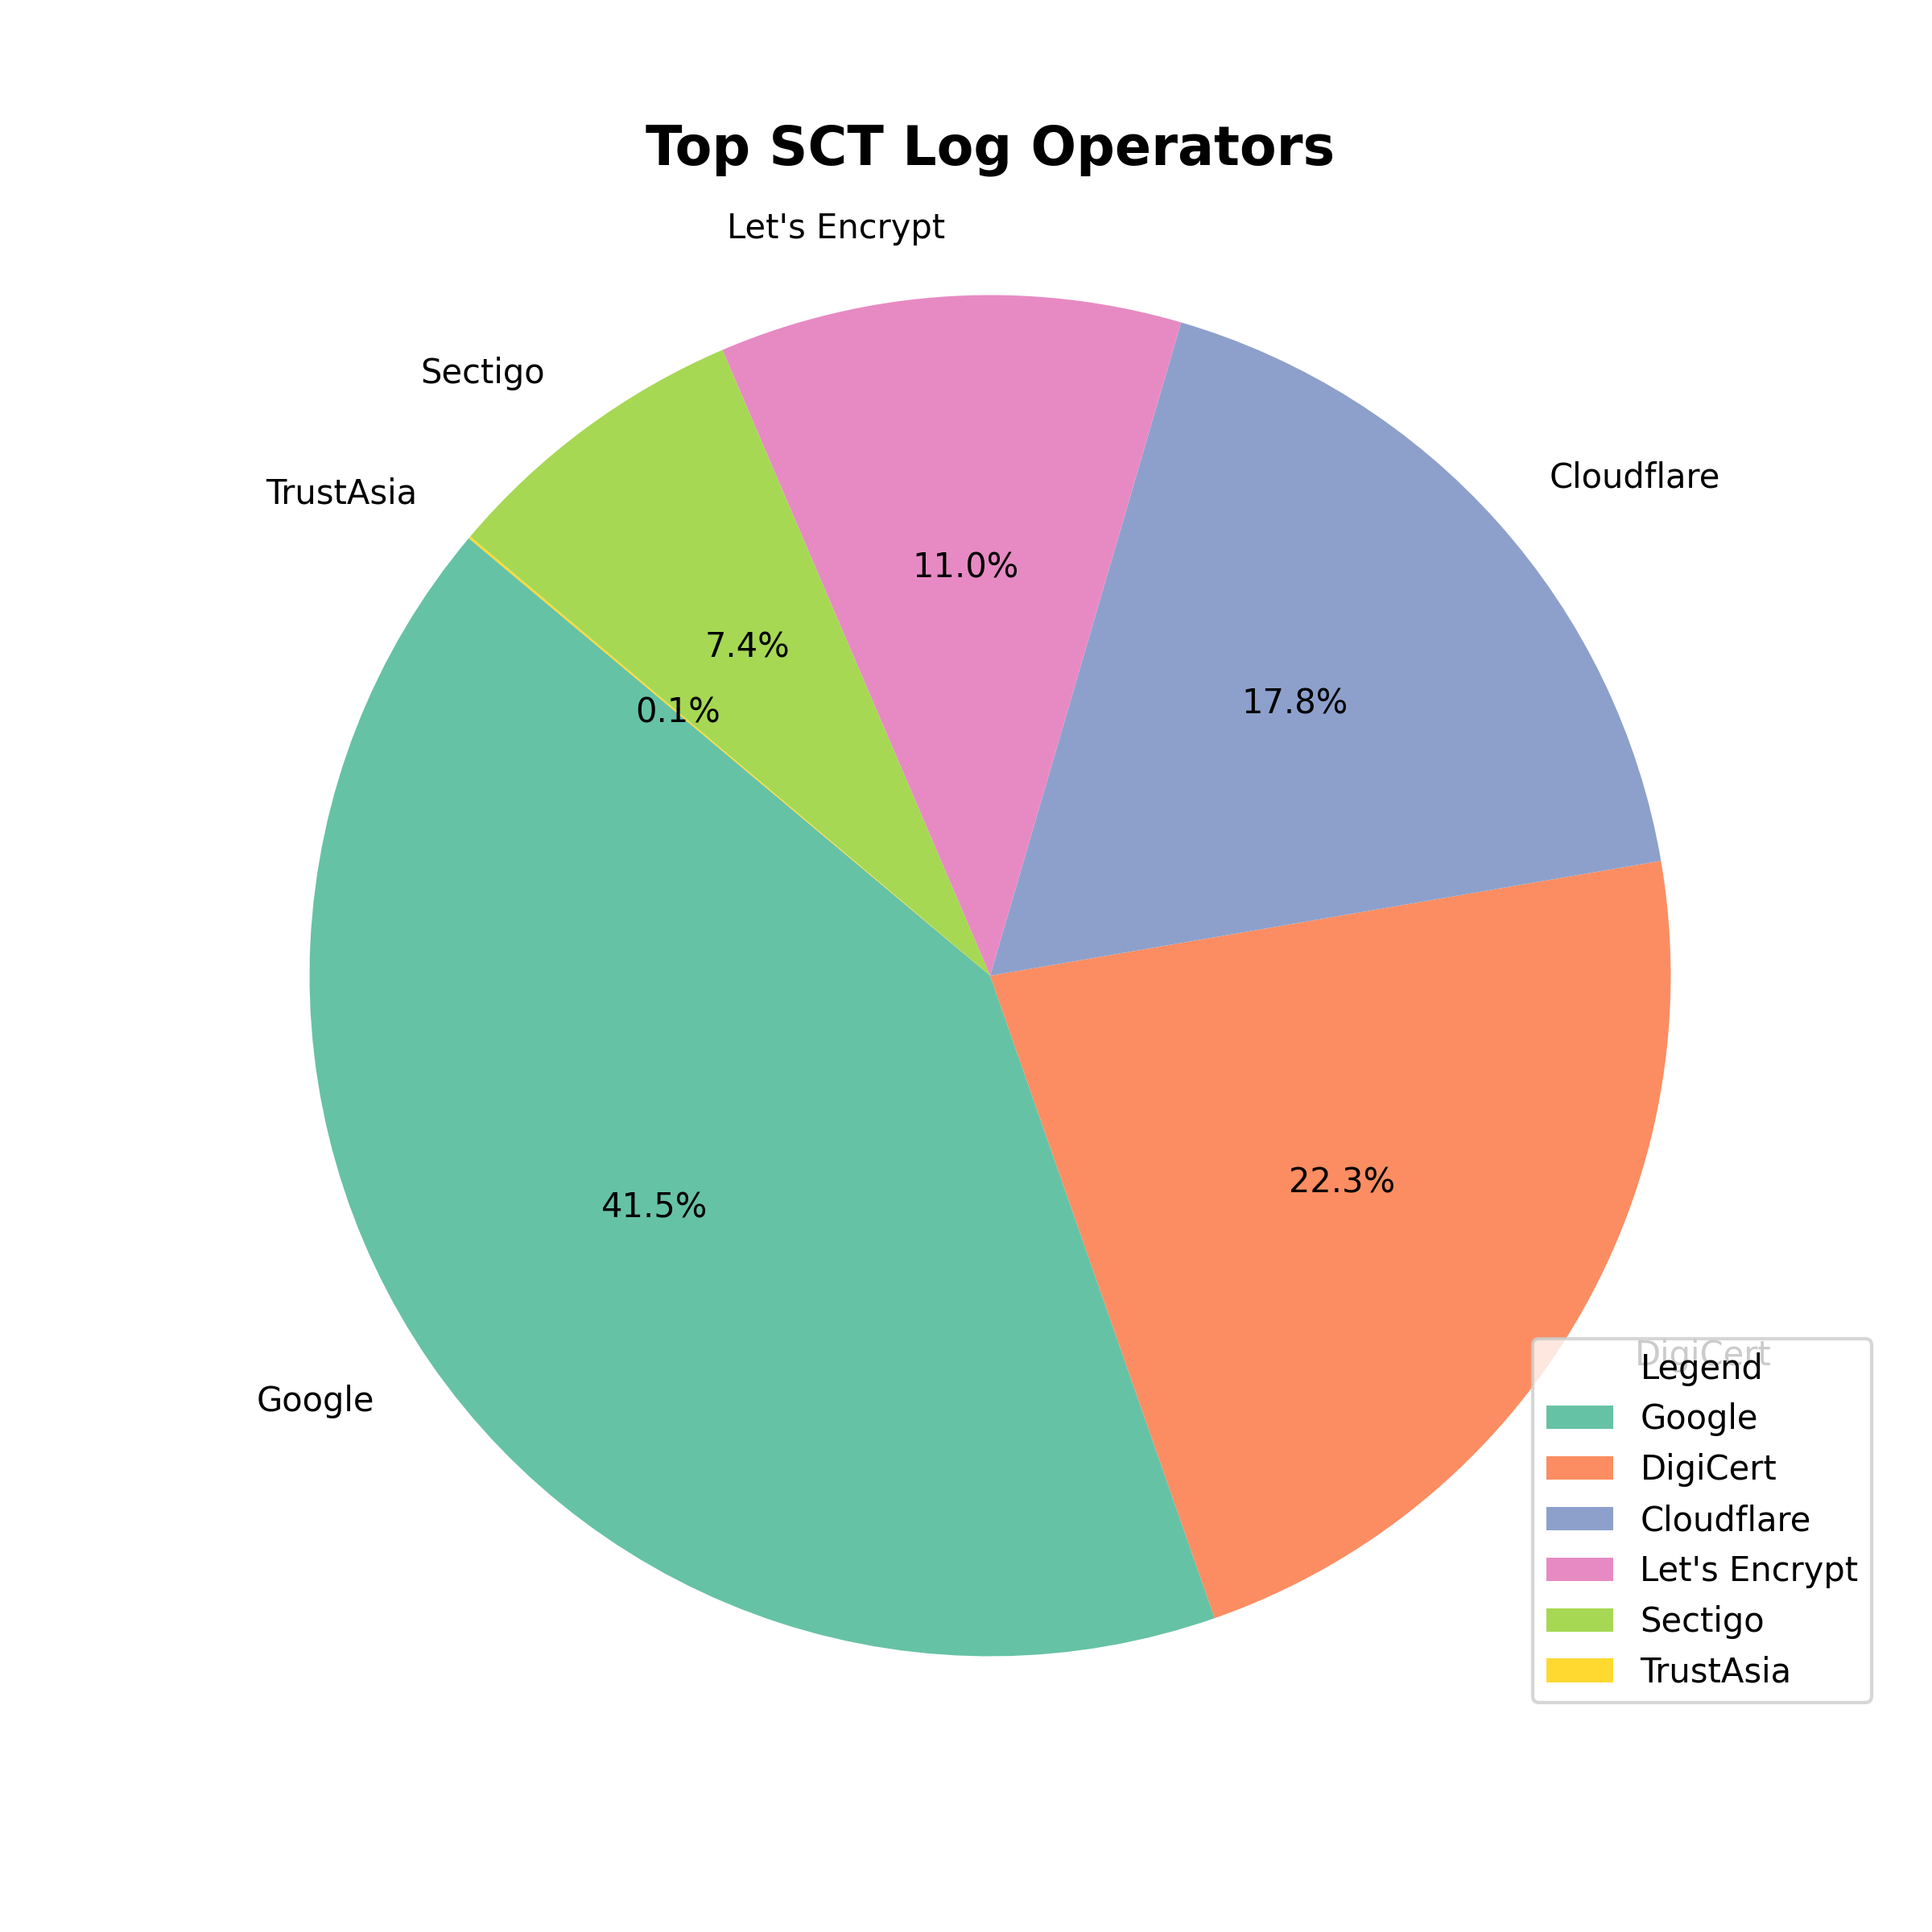 Top SCT Log Operators
Let's Encrypt
Sectigo
TrustAsia
Cloudflare
11.0%
7.4%
0.1%
17.8%
41.5%
22.3%
Google
DigiCert
Legend
Google
DigiCert
Cloudflare
Let's Encrypt
Sectigo
TrustAsia